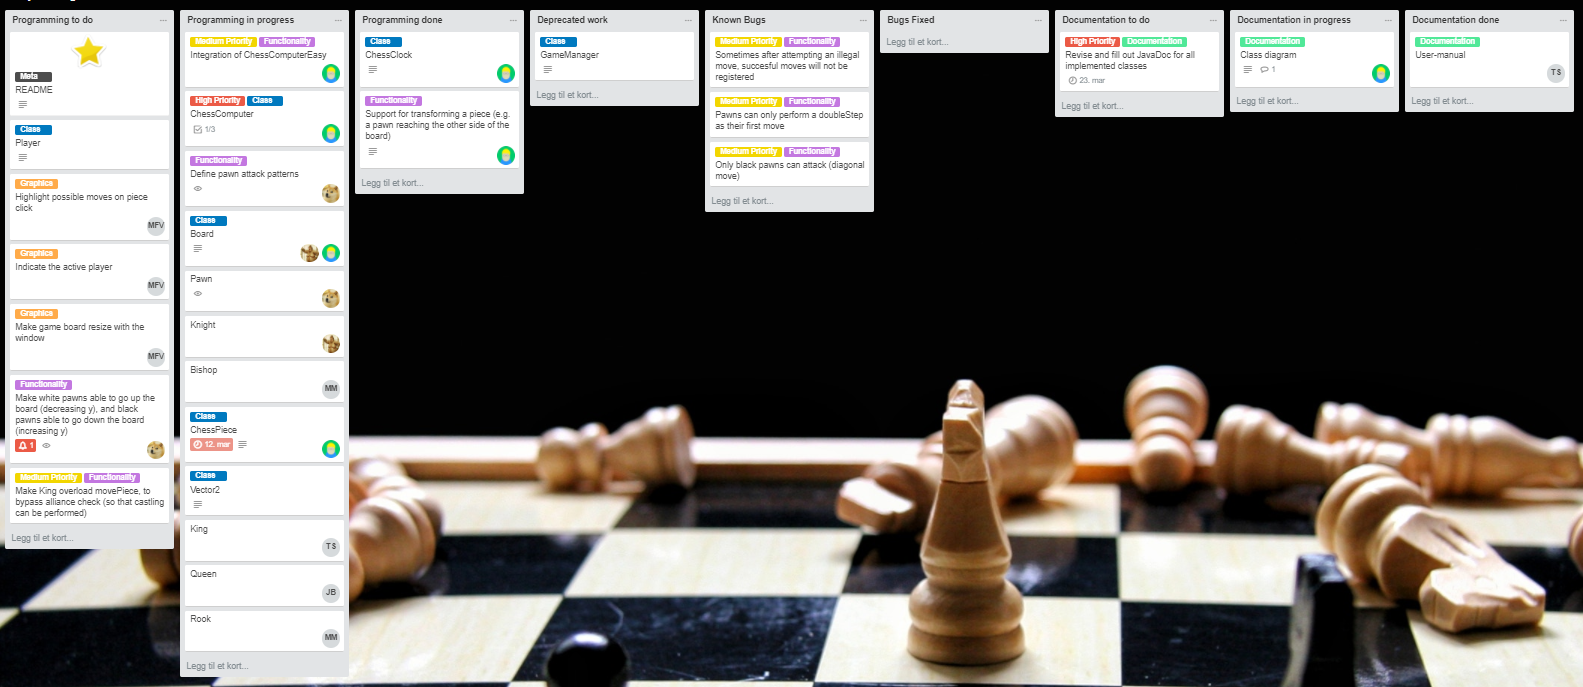 Programming to do
Meta
README
Class
Player
Graphics
Highlight possible moves on piece
click
MFV
Graphics
Indicate the active player
MFV
Graphics
Make game board resize with the
window
MFV
Functionality
Make white pawns able to go up the
board (decreasing y), and black
pawns able to go down the board
(increasing y)
1
Medium Priority Functionality
Make King overload movePiece, to
bypass alliance check (so that castling
can be performed)
Legg til et kort...
Programming in progress
Medium Priority Functionality
Integration of ChessComputerEasy
High Priority Class
ChessComputer
1/3
Functionality
Define pawn attack patterns
Class
Board
Pawn
Knight
Bishop
MM
Class
ChessPiece
12. mar
Class
Vector2
King
TS
Queen
JB
Rook
MM
Legg til et kort...
Programming done
Class
ChessClock
Functionality
Support for transforming a piece (e.g.
a pawn reaching the other side of the
board)
Legg til et kort...
Deprecated work
Class
GameManager
Legg til et kort...
Known Bugs
Medium Priority Functionality
Sometimes after attempting an illegal
move, succesful moves will not be
registered
Medium Priority Functionality
Pawns can only perform a doubleStep
as their first move
Medium Priority Functionality
Only black pawns can attack (diagonal
move)
Legg til et kort...
Bugs Fixed
Legg til et kort...
Documentation to do
High Priority Documentation
Revise and fill out JavaDoc for all
implemented classes
23. mar
Legg til et kort...
Documentation in progress
Documentation
Class diagram
1
Legg til et kort...
Documentation done
Documentation
User-manual
TS
Legg til et kort...